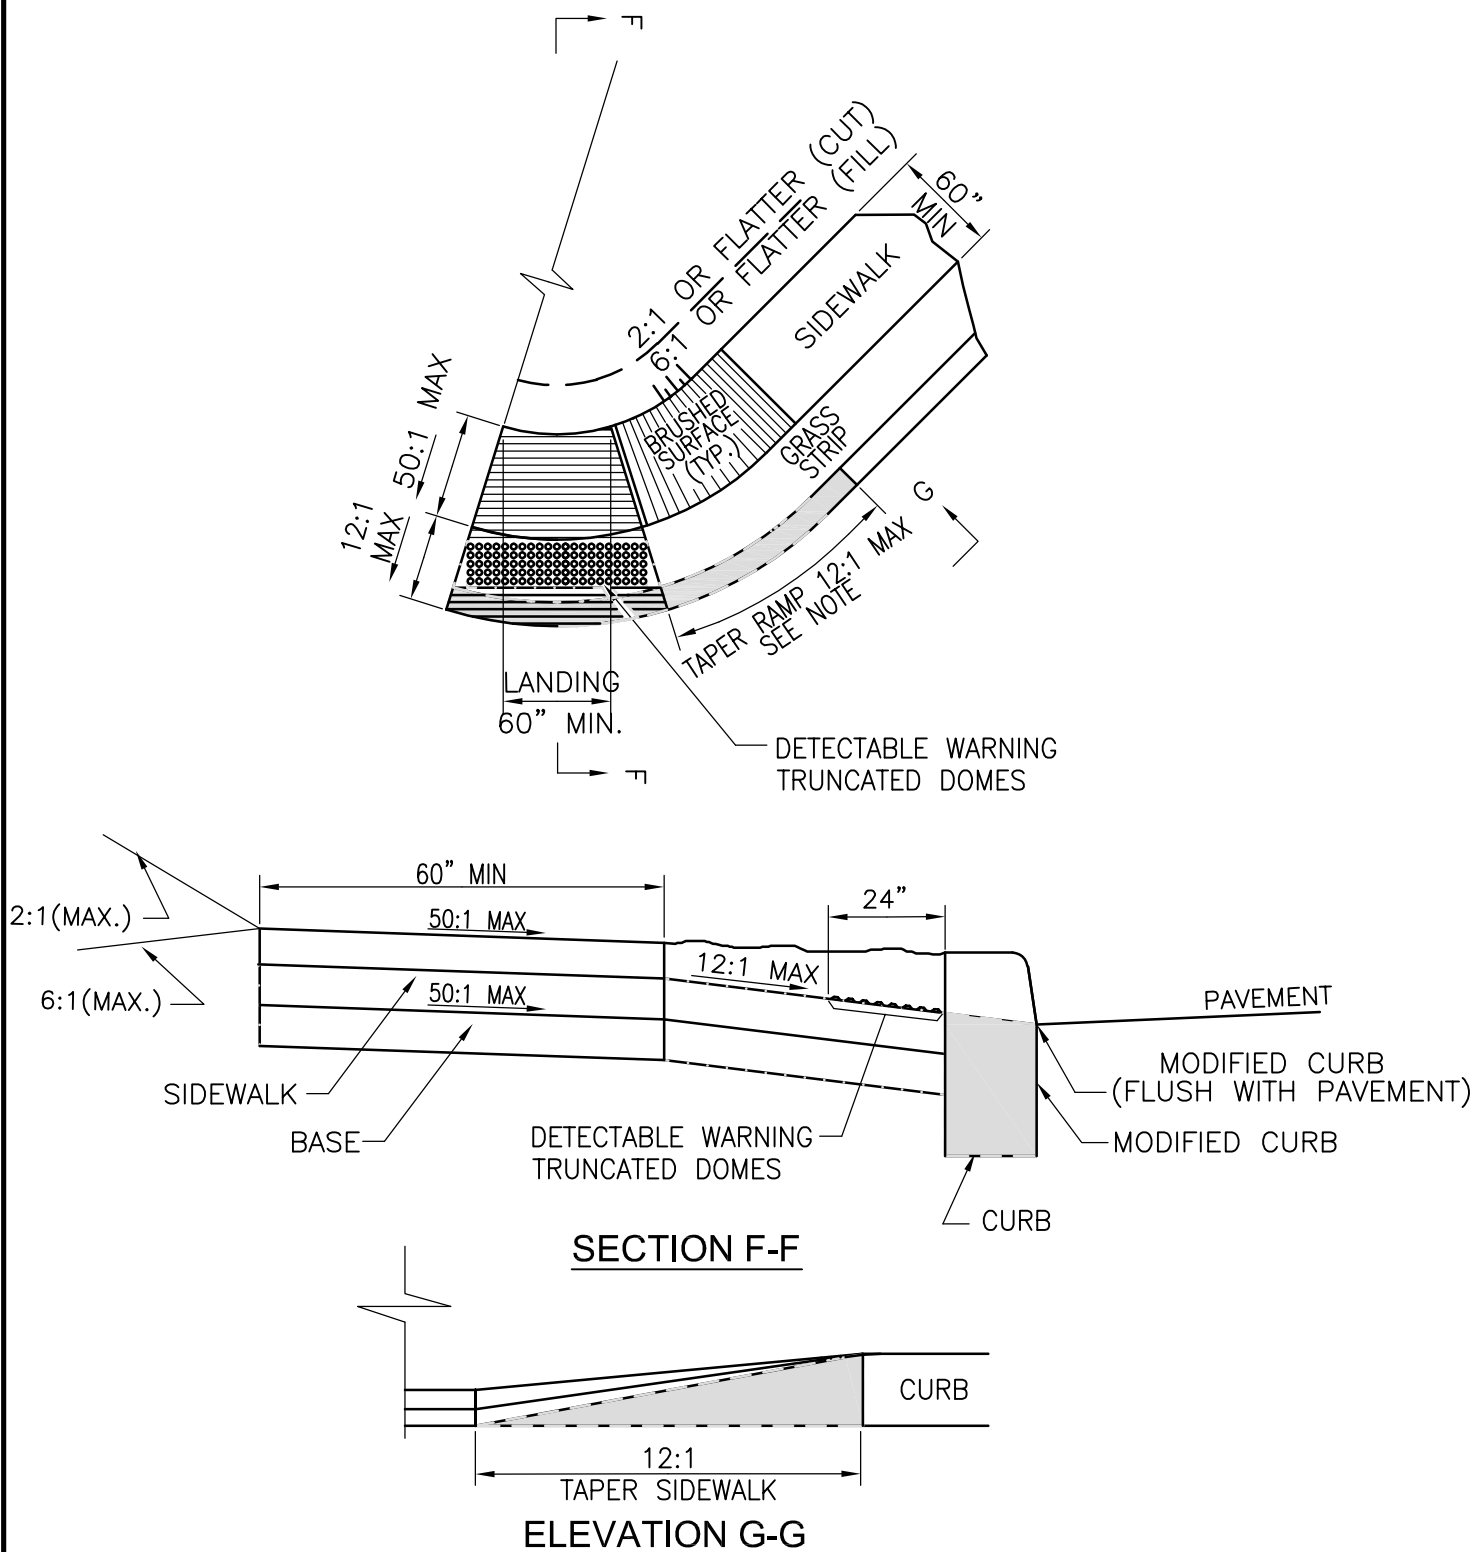 F
2:1 OR FLATTER (CUT)
6:1 OR FLATTER (FILL)
60”
MIN
SIDEWALK
50:1 MAX
12:1
MAX
BRUSHED
SURFACE
(TYP.)
GRASS
STRIP
G
TAPER RAMP 12:1 MAX
SEE NOTE
LANDING
60” MIN.
F
DETECTABLE WARNING
TRUNCATED DOMES
60” MIN
24”
2:1(MAX.)
50:1 MAX
12:1 MAX
6:1(MAX.)
50:1 MAX
PAVEMENT
MODIFIED CURB
(FLUSH WITH PAVEMENT)
SIDEWALK
BASE
DETECTABLE WARNING
TRUNCATED DOMES
MODIFIED CURB
CURB
SECTION F-F
CURB
12:1
TAPER SIDEWALK
ELEVATION G-G